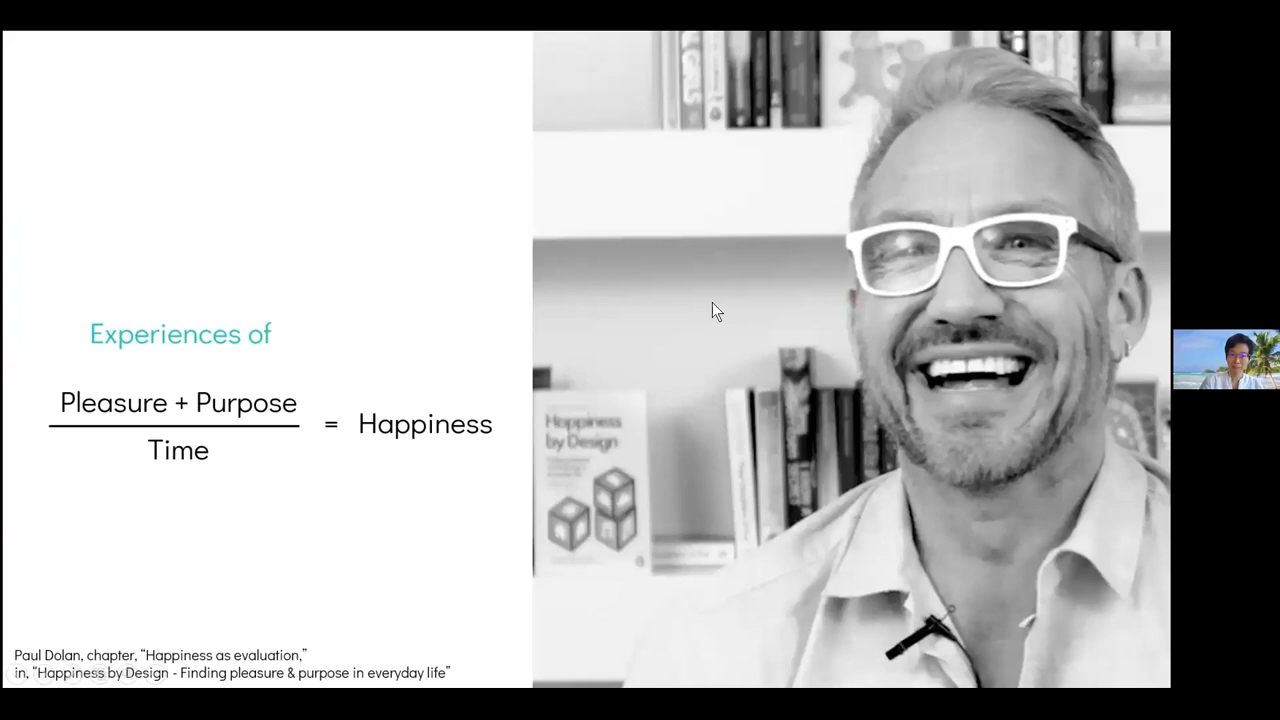 Experiences of
Pleasure + Purpose
Time
= Happiness
Paul Dolan, chapter, “Happiness as evaluation,”
in, “Happiness by Design - Finding pleasure & purpose in everyday life”
Happiness
by Design